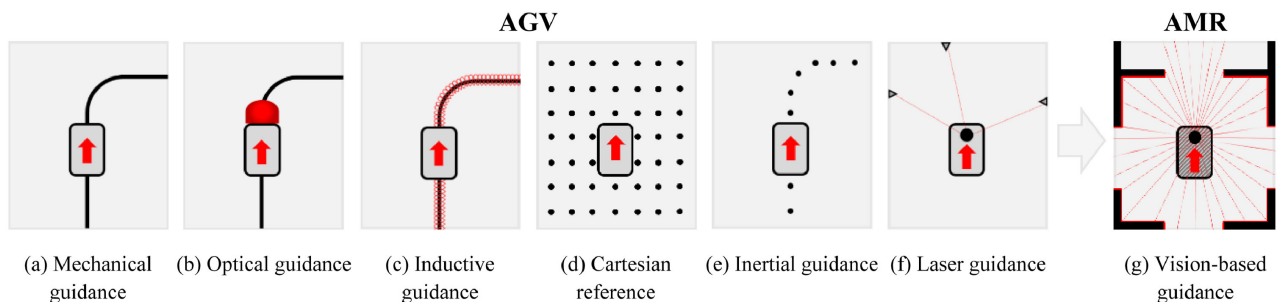 AGV
AMR
(a) Mechanical
guidance
(b) Optical guidance
(c) Inductive
guidance
(d) Cartesian
reference
(e) Inertial guidance
(f) Laser guidance
(g) Vision-based
guidance